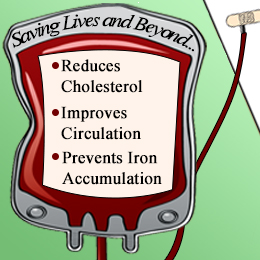 Saving Lives and Beyond...
• Reduces
Cholesterol
• Improves
Circulation
• Prevents Iron
Accumulation